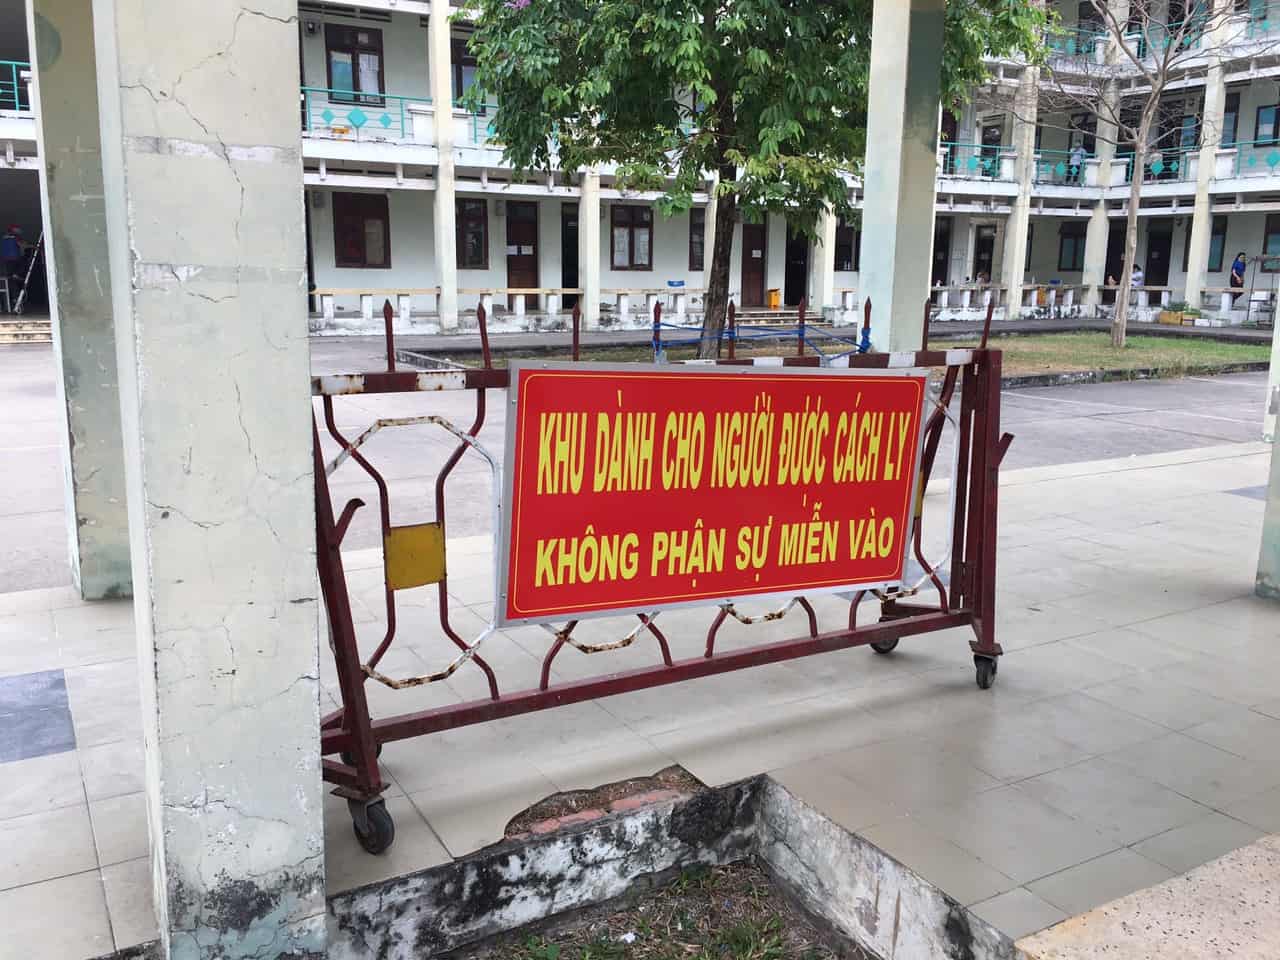 KHU DÀNH CHO NGƯỜI ĐƯỢC CÁCH LY
KHÔNG PHẬN SỰ MIỄN VÀO